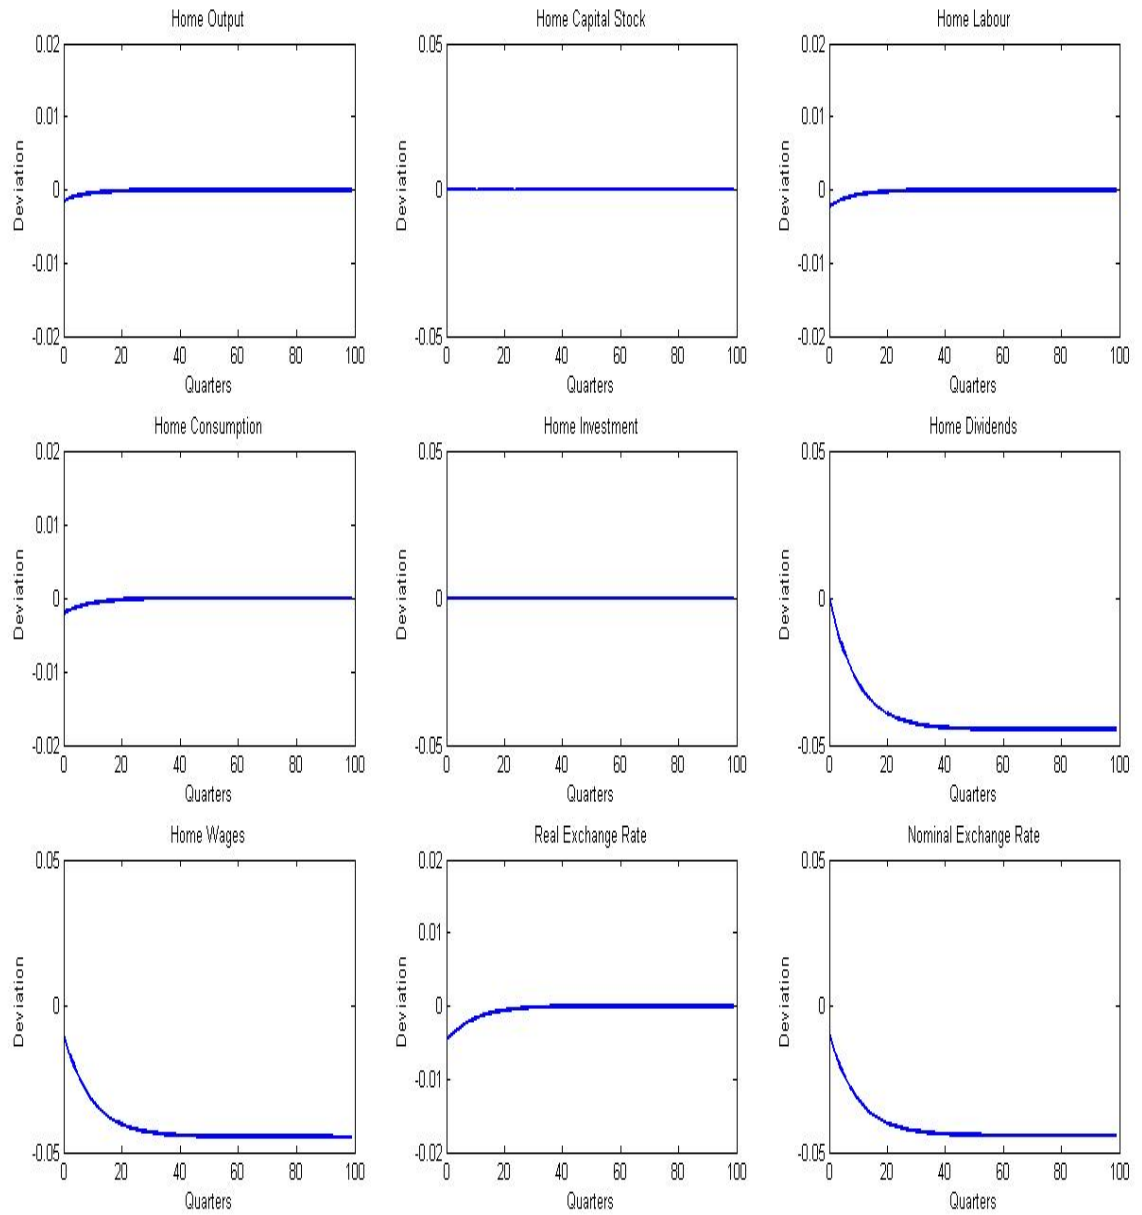 Home Output
0.02
0.01
0
-0.01
-0.02
Deviation
0 20 40 60 80 100
Quarters
Home Capital Stock
0.05
0
-0.05
Deviation
0 20 40 60 80 100
Quarters
Home Labour
0.02
0.01
0
-0.01
-0.02
Deviation
0 20 40 60 80 100
Quarters
Home Consumption
0.02
0.01
0
-0.01
-0.02
Deviation
0 20 40 60 80 100
Quarters
Home Investment
0.05
0
-0.05
Deviation
0 20 40 60 80 100
Quarters
Home Dividends
0.05
0
-0.05
Deviation
0 20 40 60 80 100
Quarters
Home Wages
0.05
0
-0.05
Deviation
0 20 40 60 80 100
Quarters
Real Exchange Rate
0.02
0.01
0
-0.01
-0.02
Deviation
0 20 40 60 80 100
Quarters
Nominal Exchange Rate
0.05
0
-0.05
Deviation
0 20 40 60 80 100
Quarters